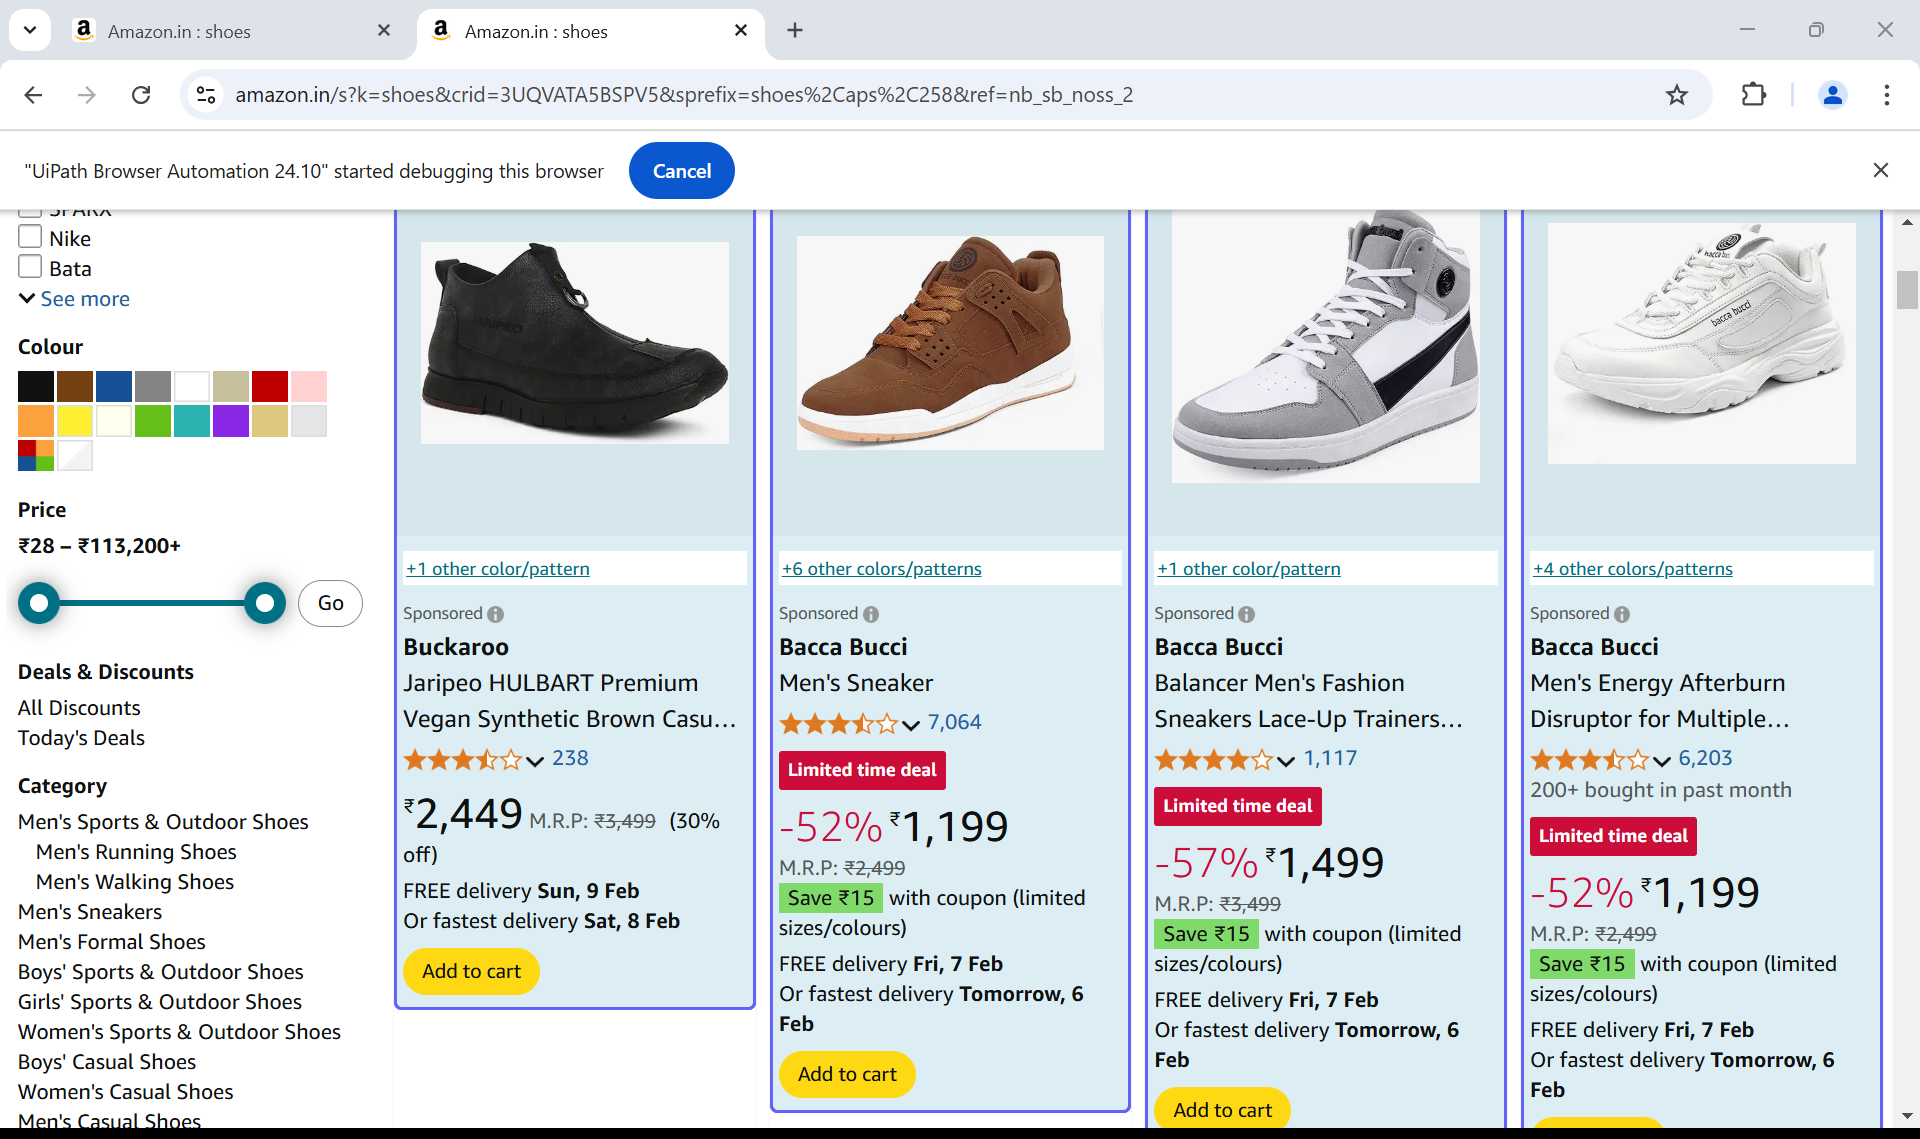 Amazon.in : shoes
Amazon.in : shoes
amazon.in/s?k=shoes&crid=3UQVATA5BSPV5&sprefix=shoes%2Caps%2C258&ref=nb_sb_noss_2
"UiPath Browser Automation 24.10" started debugging this browser
Cancel
SPARX
Nike
Bata
See more
Colour
Price
₹28 – ₹113,200+
Go
Deals & Discounts
All Discounts
Today's Deals
Category
Men's Sports & Outdoor Shoes
Men's Running Shoes
Men's Walking Shoes
Men's Sneakers
Men's Formal Shoes
Boys' Sports & Outdoor Shoes
Girls' Sports & Outdoor Shoes
Women's Sports & Outdoor Shoes
Boys' Casual Shoes
Women's Casual Shoes
Men's Casual Shoes
JARIPEO
+1 other color/pattern
Sponsored
Buckaroo
Jaripeo HULBART Premium
Vegan Synthetic Brown Casu...
238
₹2,449 M.R.P: ₹3,499 (30%
off)
FREE delivery Sun, 9 Feb
Or fastest delivery Sat, 8 Feb
Add to cart
bacca bucci
+6 other colors/patterns
Sponsored
Bacca Bucci
Men's Sneaker
7,064
Limited time deal
-52% ₹1,199
M.R.P: ₹2,499
Save ₹15 with coupon (limited
sizes/colours)
FREE delivery Fri, 7 Feb
Or fastest delivery Tomorrow, 6
Feb
Add to cart
+1 other color/pattern
Sponsored
Bacca Bucci
Balancer Men's Fashion
Sneakers Lace-Up Trainers...
1,117
Limited time deal
-57% ₹1,499
M.R.P: ₹3,499
Save ₹15 with coupon (limited
sizes/colours)
FREE delivery Fri, 7 Feb
Or fastest delivery Tomorrow, 6
Feb
Add to cart
bacca bucci
bacca bucci
+4 other colors/patterns
Sponsored
Bacca Bucci
Men's Energy Afterburn
Disruptor for Multiple...
6,203
200+ bought in past month
Limited time deal
-52% ₹1,199
M.R.P: ₹2,499
Save ₹15 with coupon (limited
sizes/colours)
FREE delivery Fri, 7 Feb
Or fastest delivery Tomorrow, 6
Feb